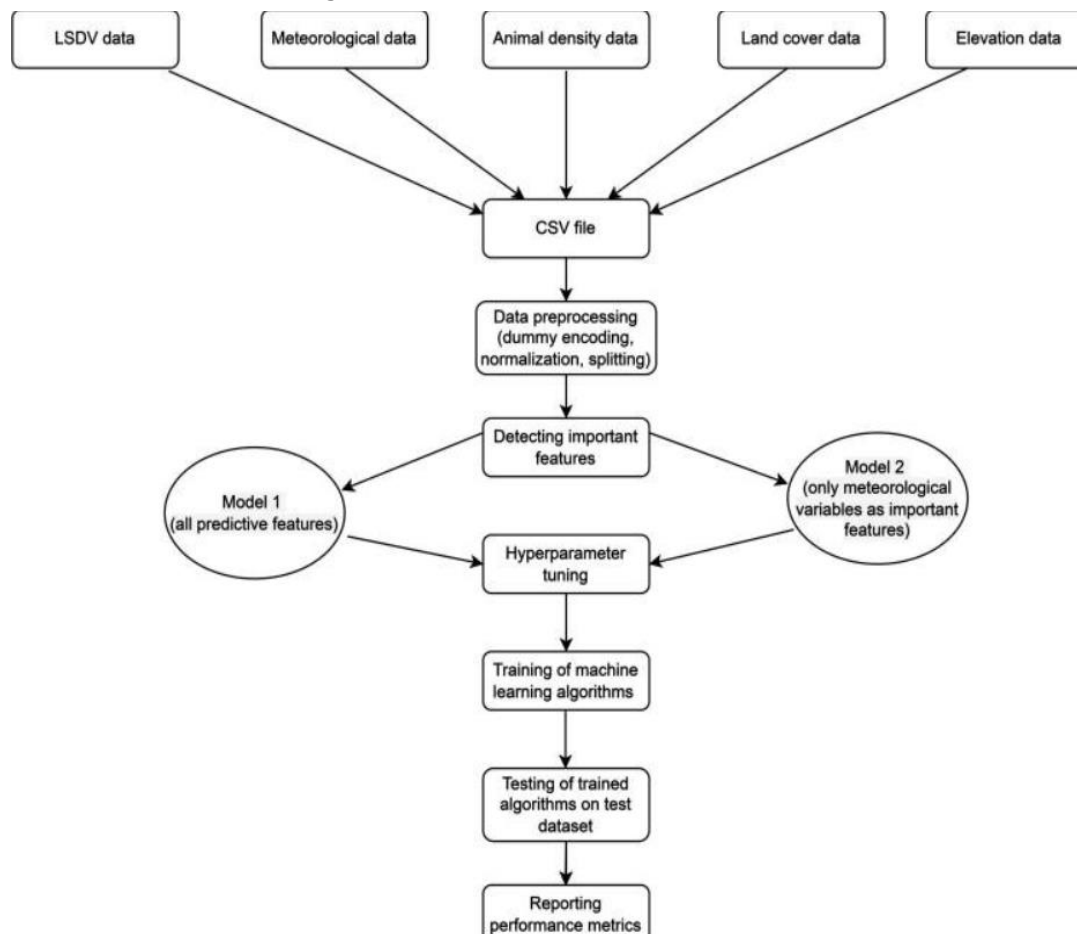 LSDV data
Meteorological data
Animal density data
Land cover data
Elevation data
CSV file
Data preprocessing
(dummy encoding,
normalization, splitting)
Detecting important
features
Model 1
(all predictive features)
Model 2
(only meteorological
variables as important
features)
Hyperparameter
tuning
Training of machine
learning algorithms
Testing of trained
algorithms on test
dataset
Reporting
performance metrics